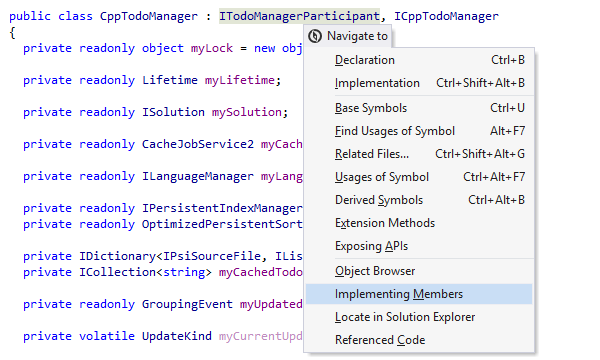 public class CppTodoManager : ITodoManagerParticipant, ICppTodoManager
{
private readonly object myLock = new obj
private readonly Lifetime myLifetime;
private readonly ISolution mySolution;
private readonly CacheJobService2 myCach
private readonly ILanguageManager myLang
private readonly IPersistentIndexManager
private readonly OptimizedPersistentSort
private IDictionary<IPsiSourceFile, ILis
private ICollection<string> myCachedTodo
private readonly GroupingEvent myUpdated
private volatile UpdateKind myCurrentUpd
Navigate to
Declaration Ctrl+B
Implementation Ctrl+Shift+Alt+B
Base Symbols Ctrl+U
Find Usages of Symbol Alt+F7
Related Files... Ctrl+Shift+Alt+G
Usages of Symbol Ctrl+Alt+F7
Derived Symbols Ctrl+Alt+B
Extension Methods
Exposing APIs
Object Browser
Implementing Members
Locate in Solution Explorer
Referenced Code